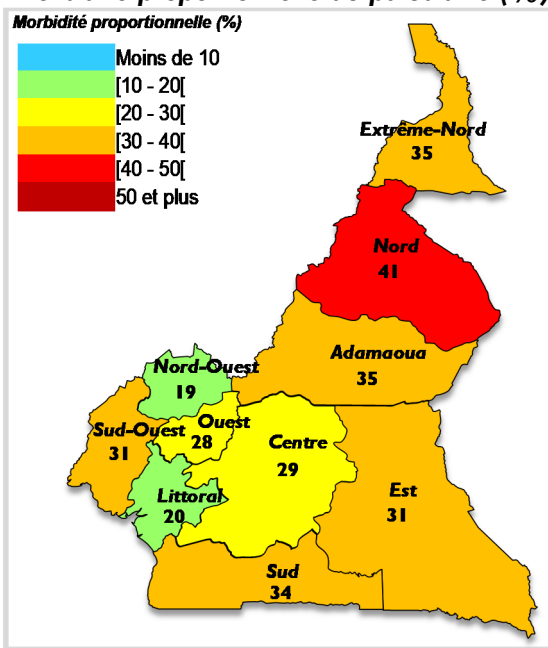 Morbidité proportionnelle (%)
Moins de 10
[10 - 20[
[20 - 30[
[30 - 40[
[40 - 50[
50 et plus
Extrême-Nord
35
Nord
41
Adamaoua
35
Nord-Ouest
19
Ouest
28
Sud-Ouest
31
Centre
29
Est
31
Littoral
20
Sud
34